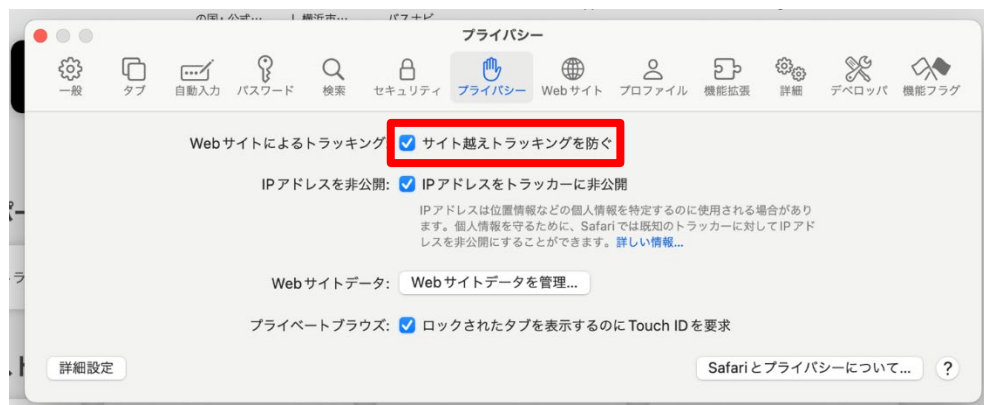 プライバシー
一般
タブ
自動入力
パスワード
検索
セキュリティ
プライバシー
Webサイト
プロファイル
機能拡張
詳細
デベロッパ
機能フラグ
Webサイトによるトラッキング: サイト越えトラッキングを防ぐ
IPアドレスを非公開: IPアドレスをトラッカーに非公開
IPアドレスは位置情報などの個人情報を特定するのに使用される場合があり
ます。個人情報を守るために、Safariでは既知のトラッカーに対してIPアド
レスを非公開にすることができます。詳しい情報...
Webサイトデータ: Webサイトデータを管理...
プライベートブラウズ: ロックされたタブを表示するのにTouch IDを要求
詳細設定
Safariとプライバシーについて...
?